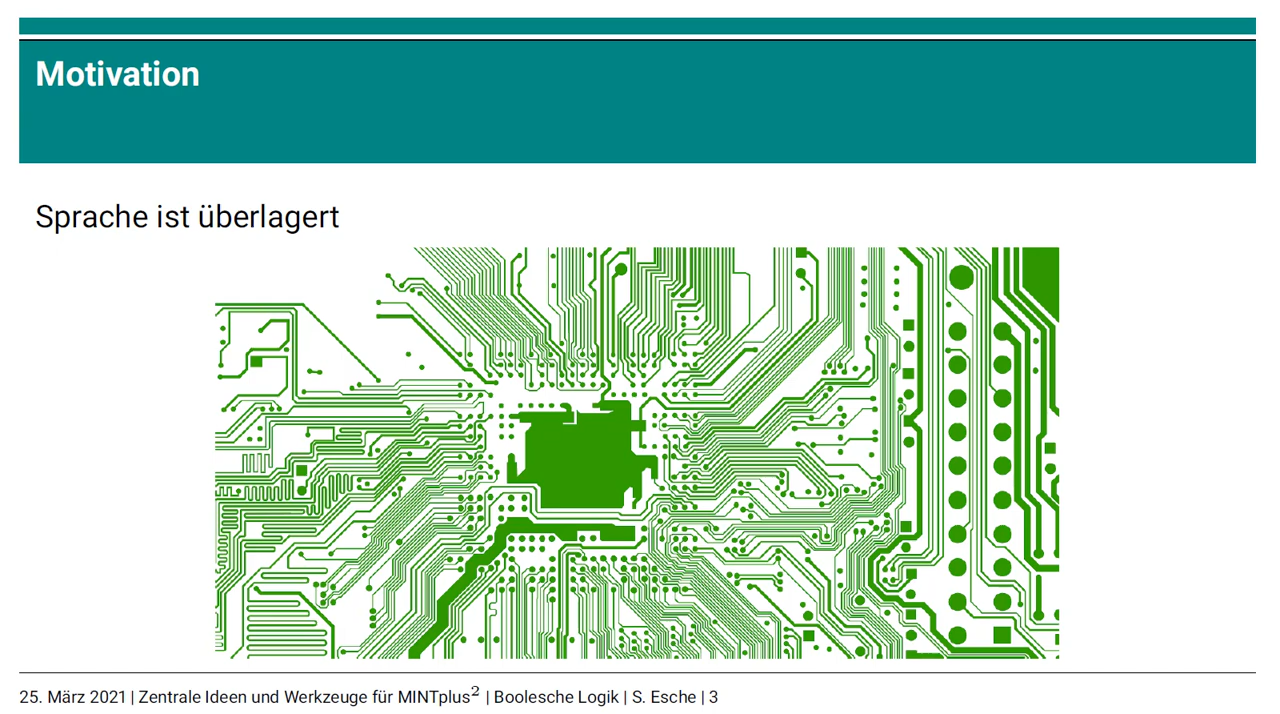 Motivation
Sprache ist überlagert
25. März 2021 | Zentrale Ideen und Werkzeuge für MINTplus² | Boolesche Logik | S. Esche | 3